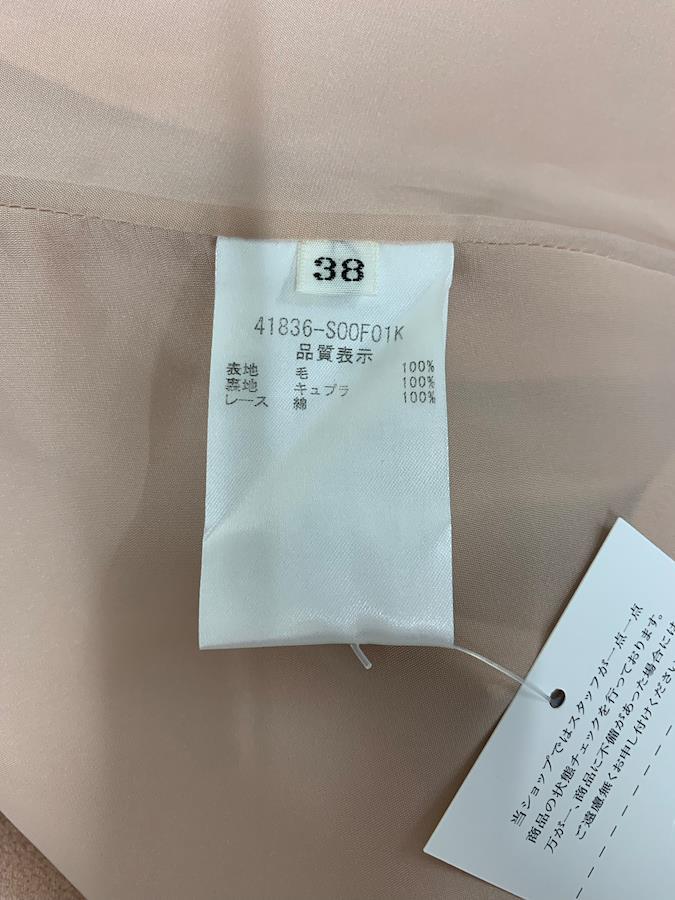 38
41836-S00F01K
品質表示
表地 毛 100%
裏地 キュプラ 100%
レース 綿 100%
当ショップではスタッフが一点一点
商品の状態チェックを行っております。
万が一、商品に不備があった場合には
ご遠慮無くお申し付けください